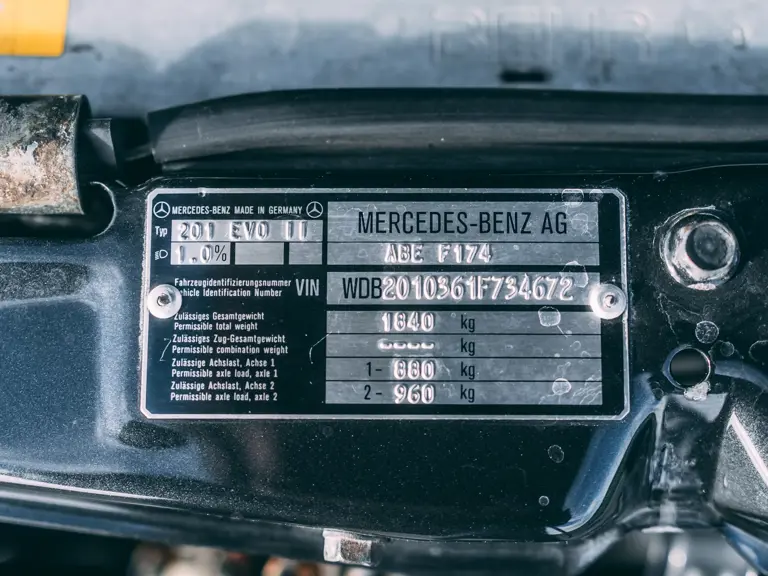 MERCEDES-BENZ MADE IN GERMANY
Typ 201 EVO II
1.0%
MERCEDES-BENZ AG
ABE F174
Fahrzeugidentifizierungsnummer
Vehicle Identification Number VIN WDB2010361F734672
Zulässiges Gesamtgewicht
Permissible total weight 1840 kg
Zulässiges Zug-Gesamtgewicht
Permissible combination weight ---- kg
Zulässige Achslast, Achse 1
Permissible axle load, axle 1 1- 880 kg
Zulässige Achslast, Achse 2
Permissible axle load, axle 2 2- 960 kg